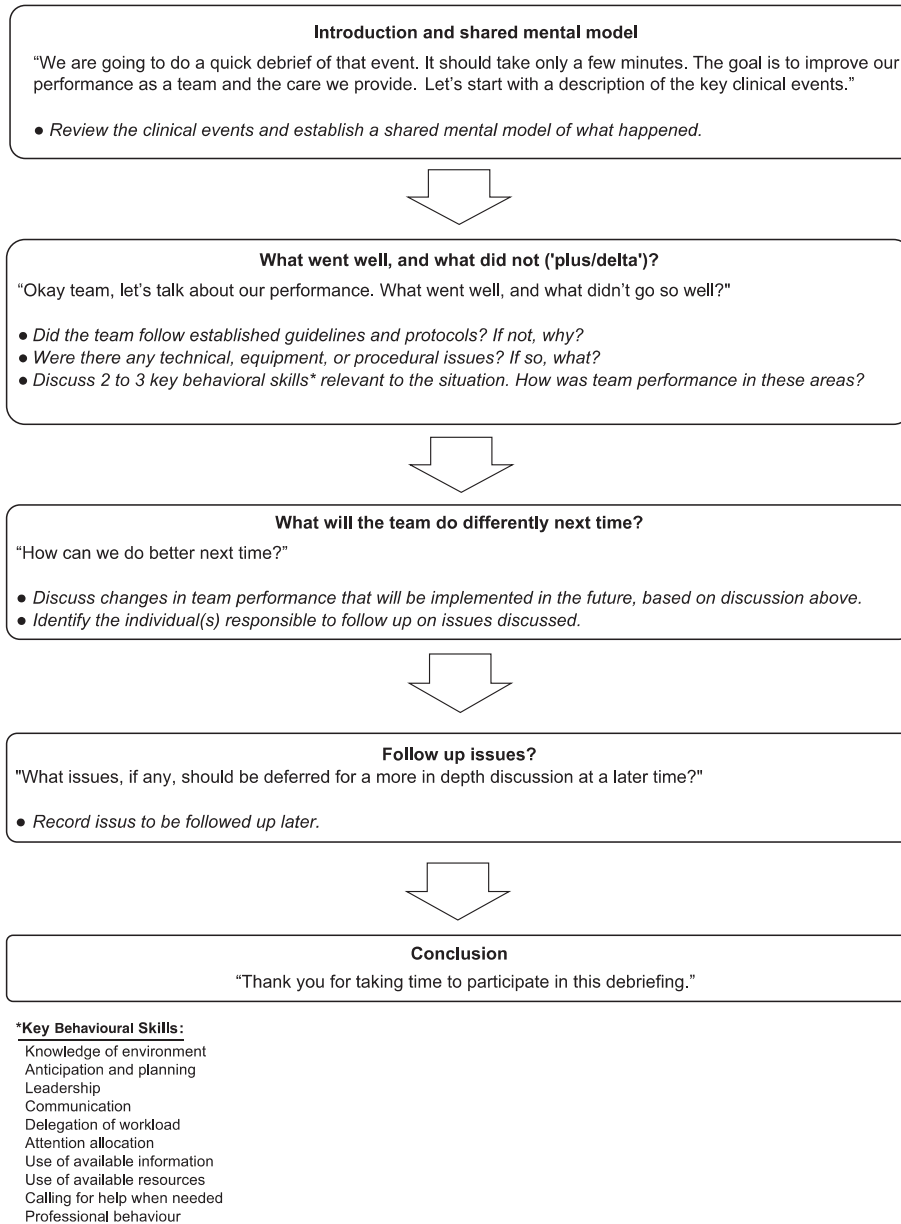 Introduction and shared mental model
“We are going to do a quick debrief of that event. It should take only a few minutes. The goal is to improve our
performance as a team and the care we provide. Let’s start with a description of the key clinical events.”
● Review the clinical events and establish a shared mental model of what happened.
What went well, and what did not ('plus/delta')?
“Okay team, let’s talk about our performance. What went well, and what didn’t go so well?"
● Did the team follow established guidelines and protocols? If not, why?
● Were there any technical, equipment, or procedural issues? If so, what?
● Discuss 2 to 3 key behavioral skills* relevant to the situation. How was team performance in these areas?
What will the team do differently next time?
“How can we do better next time?”
● Discuss changes in team performance that will be implemented in the future, based on discussion above.
● Identify the individual(s) responsible to follow up on issues discussed.
Follow up issues?
"What issues, if any, should be deferred for a more in depth discussion at a later time?"
● Record issus to be followed up later.
Conclusion
“Thank you for taking time to participate in this debriefing.”
*Key Behavioural Skills:
Knowledge of environment
Anticipation and planning
Leadership
Communication
Delegation of workload
Attention allocation
Use of available information
Use of available resources
Calling for help when needed
Professional behaviour